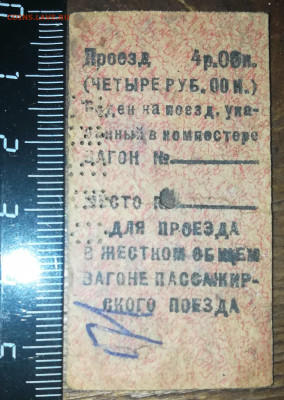 Проезд 4р.00к.
(ЧЕТЫРЕ РУБ. 00 К.)
Годен на поезд, ука-
занный в компостере
ВАГОН №
МЕСТО №
ДЛЯ ПРОЕЗДА
В ЖЕСТКОМ ОБЩЕМ
ВАГОНЕ ПАССАЖИР-
СКОГО ПОЕЗДА